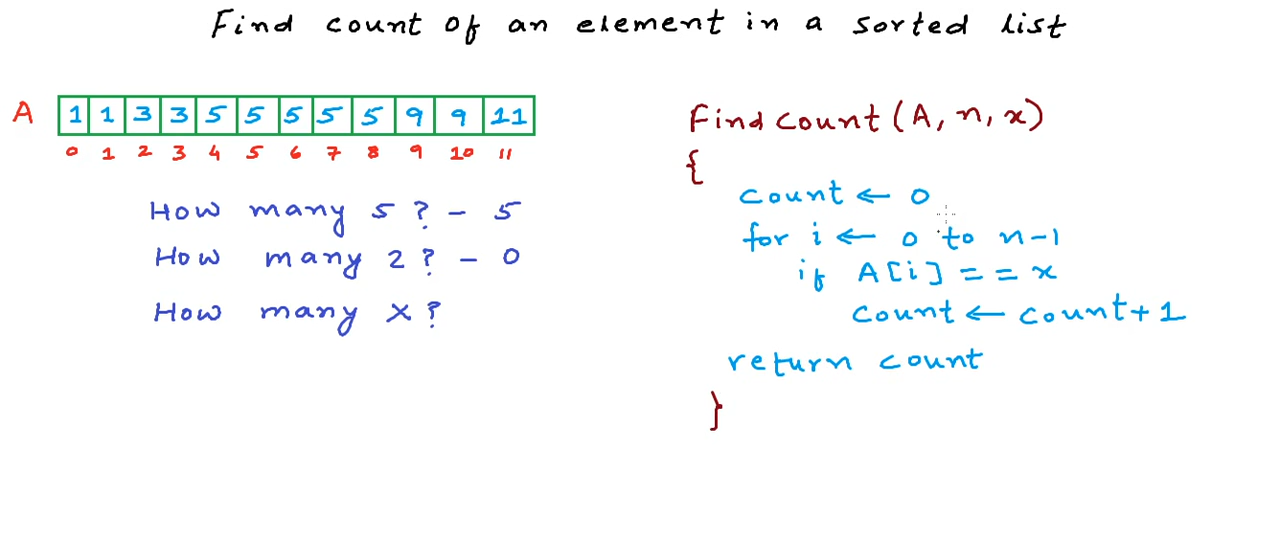 Find count of an element in a sorted list
A 1 1 3 3 5 5 5 5 5 9 9 11
0 1 2 3 4 5 6 7 8 9 10 11
How many 5 ? - 5
How many 2 ? - 0
How many x ?
FindCount(A, n, x)
{
count ← 0
for i ← 0 to n-1
if A[i] == x
count ← count+1
return count
}